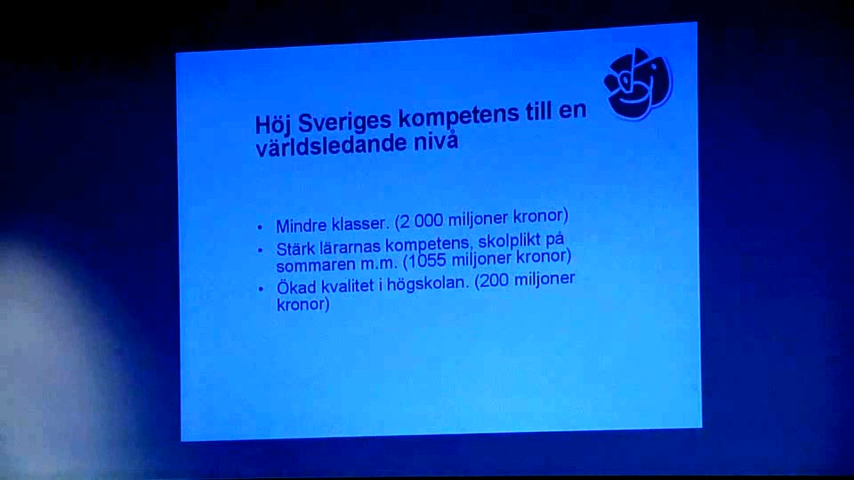 Höj Sveriges kompetens till en
världsledande nivå
• Mindre klasser. (2 000 miljoner kronor)
• Stärk lärarnas kompetens, skolplikt på
sommaren m.m. (1055 miljoner kronor)
• Ökad kvalitet i högskolan. (200 miljoner
kronor)